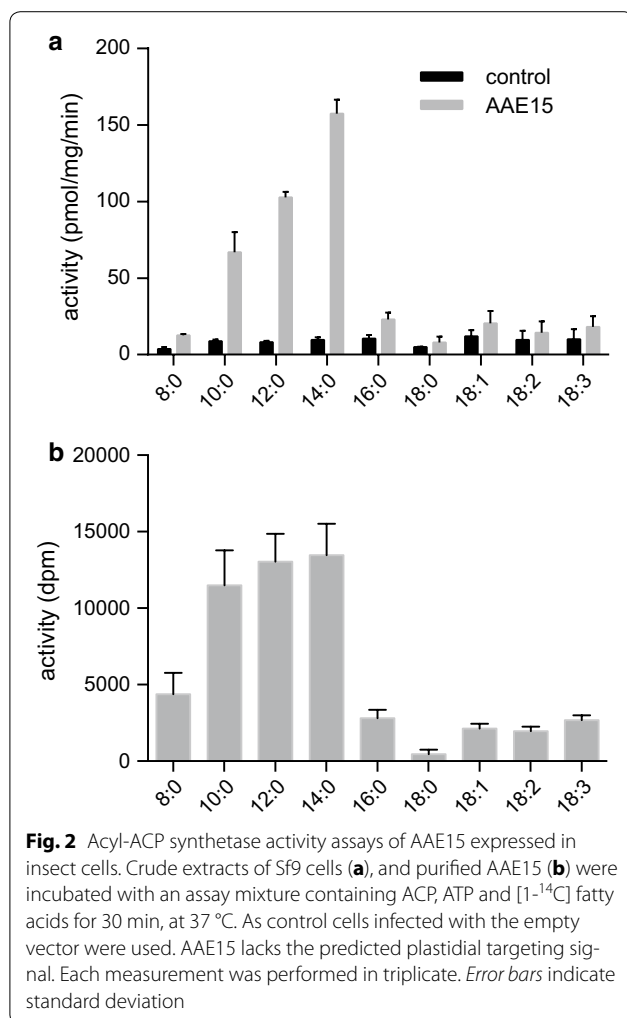 a
200
150
100
50
0
activity (pmol/mg/min)
control
AAE15
8:0 10:0 12:0 14:0 16:0 18:0 18:1 18:2 18:3
b
20000
15000
10000
5000
0
activity (dpm)
8:0 10:0 12:0 14:0 16:0 18:0 18:1 18:2 18:3
Fig. 2 Acyl-ACP synthetase activity assays of AAE15 expressed in
insect cells. Crude extracts of Sf9 cells (a), and purified AAE15 (b) were
incubated with an assay mixture containing ACP, ATP and [1-¹⁴C] fatty
acids for 30 min, at 37 °C. As control cells infected with the empty
vector were used. AAE15 lacks the predicted plastidial targeting sig-
nal. Each measurement was performed in triplicate. Error bars indicate
standard deviation